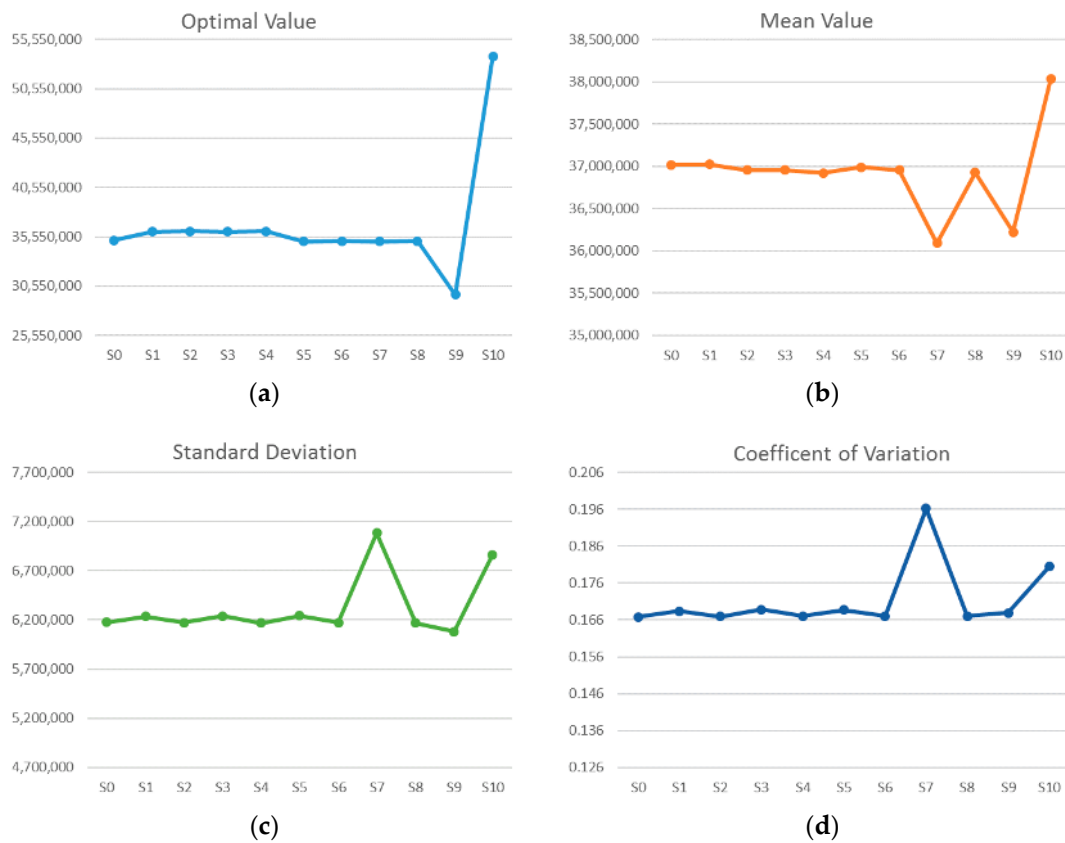 Optimal Value
55,550,000
50,550,000
45,550,000
40,550,000
35,550,000
30,550,000
25,550,000
S0 S1 S2 S3 S4 S5 S6 S7 S8 S9 S10
(a)
Mean Value
38,500,000
38,000,000
37,500,000
37,000,000
36,500,000
36,000,000
35,500,000
35,000,000
S0 S1 S2 S3 S4 S5 S6 S7 S8 S9 S10
(b)
Standard Deviation
7,700,000
7,200,000
6,700,000
6,200,000
5,700,000
5,200,000
4,700,000
S0 S1 S2 S3 S4 S5 S6 S7 S8 S9 S10
(c)
Coefficent of Variation
0.206
0.196
0.186
0.176
0.166
0.156
0.146
0.136
0.126
S0 S1 S2 S3 S4 S5 S6 S7 S8 S9 S10
(d)